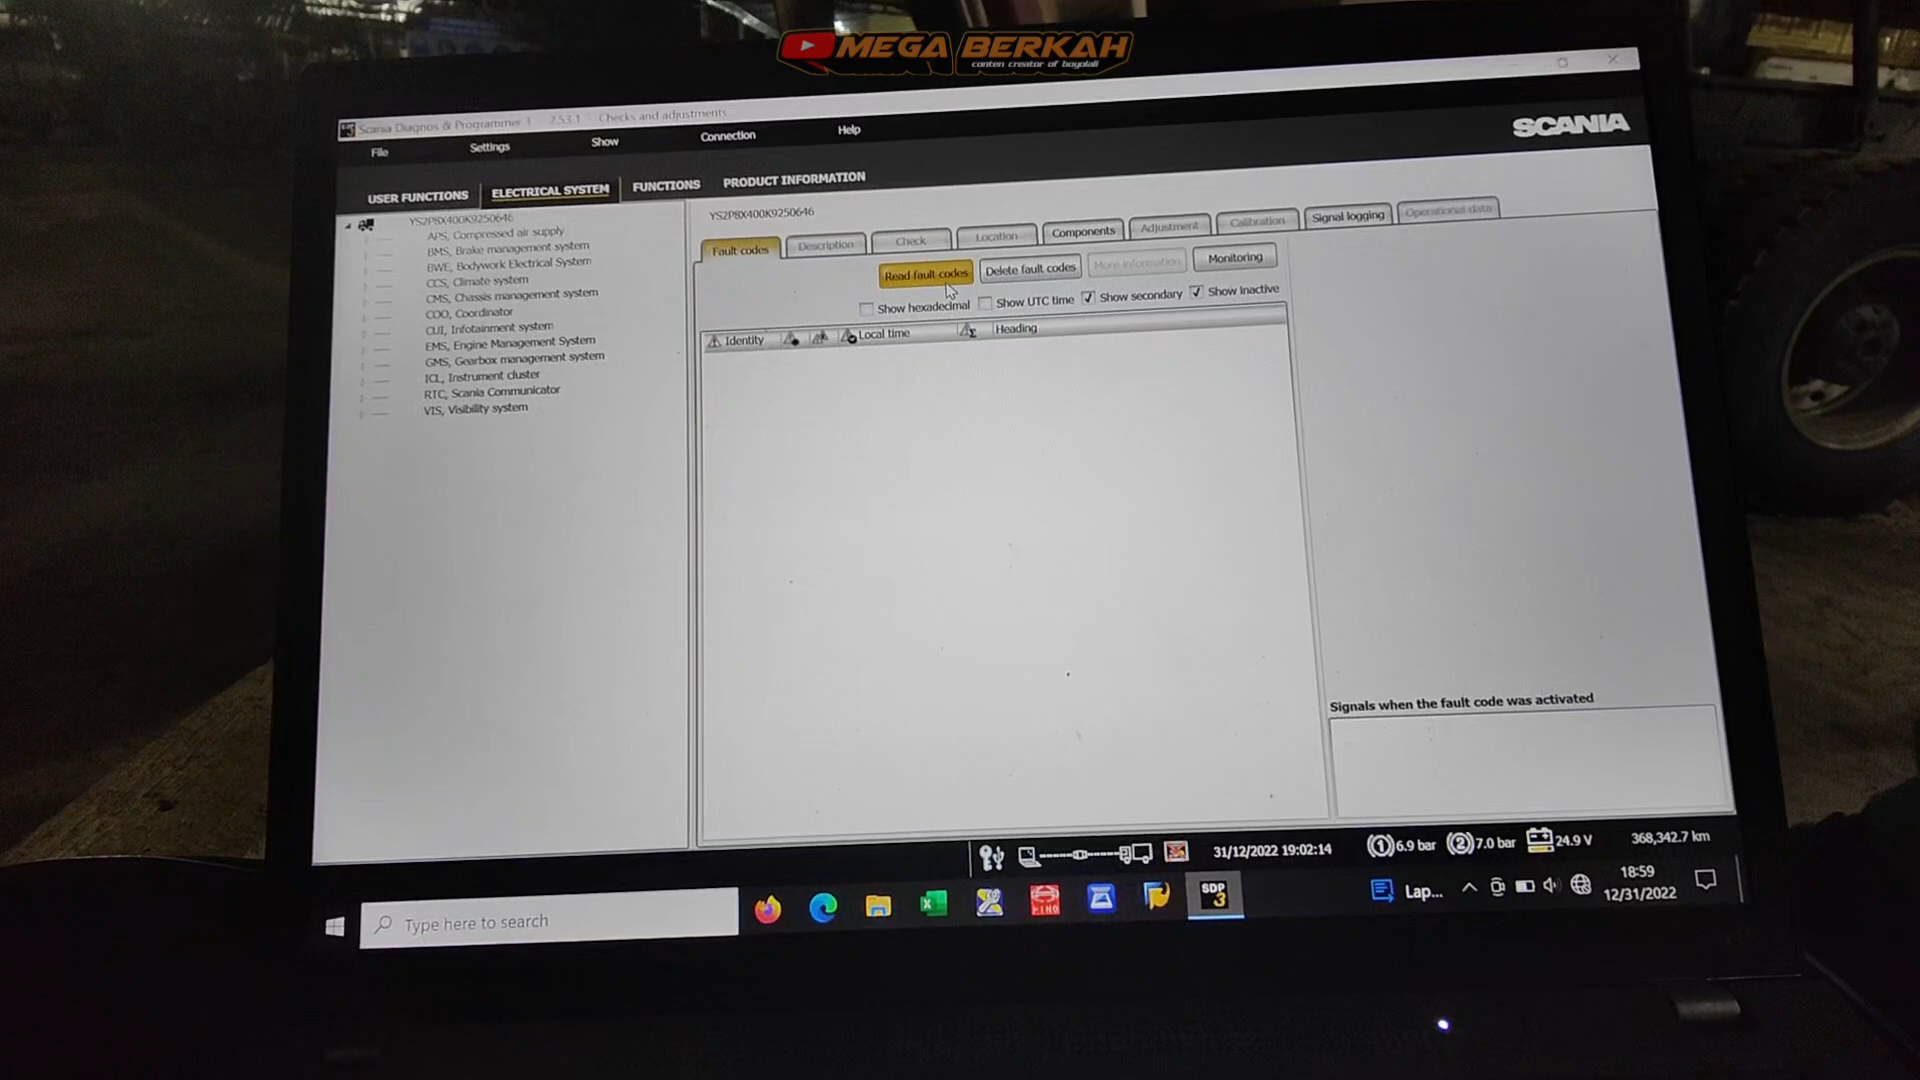 MEGA BERKAH
conten creator of boyolali
Scania Diagnos & Programmer 3 2.53.1 - Checks and adjustments
File Settings Show Connection Help
SCANIA
USER FUNCTIONS ELECTRICAL SYSTEM FUNCTIONS PRODUCT INFORMATION
YS2P8X400K9250646
APS, Compressed air supply
BMS, Brake management system
BWE, Bodywork Electrical System
CCS, Climate system
CMS, Chassis management system
COO, Coordinator
CUI, Infotainment system
EMS, Engine Management System
GMS, Gearbox management system
ICL, Instrument cluster
RTC, Scania Communicator
VIS, Visibility system
YS2P8X400K9250646
Fault codes Description Check Location Components Adjustment Calibration Signal logging Operational data
Read fault codes Delete fault codes More information Monitoring
Show hexadecimal Show UTC time Show secondary Show inactive
Identity Local time Heading
Signals when the fault code was activated
31/12/2022 19:02:14 1 6.9 bar 2 7.0 bar 24.9 V 368,342.7 km
Type here to search
HINO
SDP
3
Lap...
18:59
12/31/2022